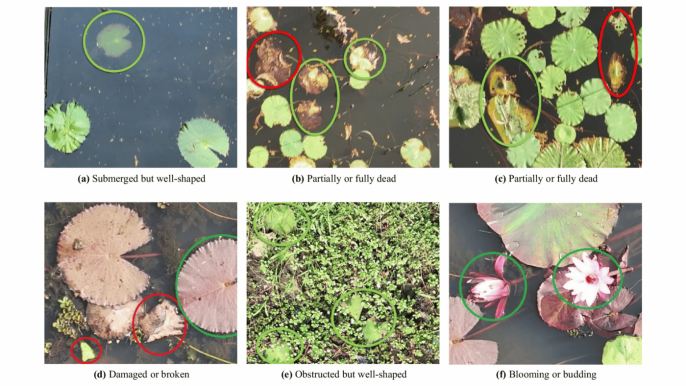 (a) Submerged but well-shaped
(b) Partially or fully dead
(c) Partially or fully dead
(d) Damaged or broken
(e) Obstructed but well-shaped
(f) Blooming or budding